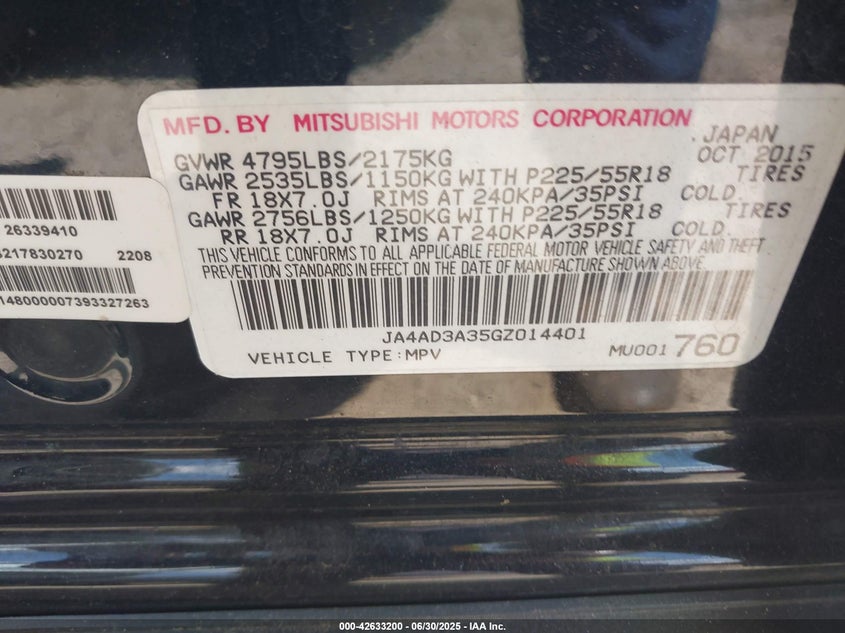 MFD. BY MITSUBISHI MOTORS CORPORATION
JAPAN
GVWR 4795LBS/2175KG OCT 2015
GAWR 2535LBS/1150KG WITH P225/55R18 TIRES
FR 18X7.0J RIMS AT 240KPA/35PSI COLD.
GAWR 2756LBS/1250KG WITH P225/55R18 TIRES
RR 18X7.0J RIMS AT 240KPA/35PSI COLD.
THIS VEHICLE CONFORMS TO ALL APPLICABLE FEDERAL MOTOR VEHICLE SAFETY AND THEFT
PREVENTION STANDARDS IN EFFECT ON THE DATE OF MANUFACTURE SHOWN ABOVE.
JA4AD3A35GZ014401
VEHICLE TYPE:MPV MU001 760
26339410
217830270 2208
1480000007393327263
000-42633200 - 06/30/2025 - IAA Inc.